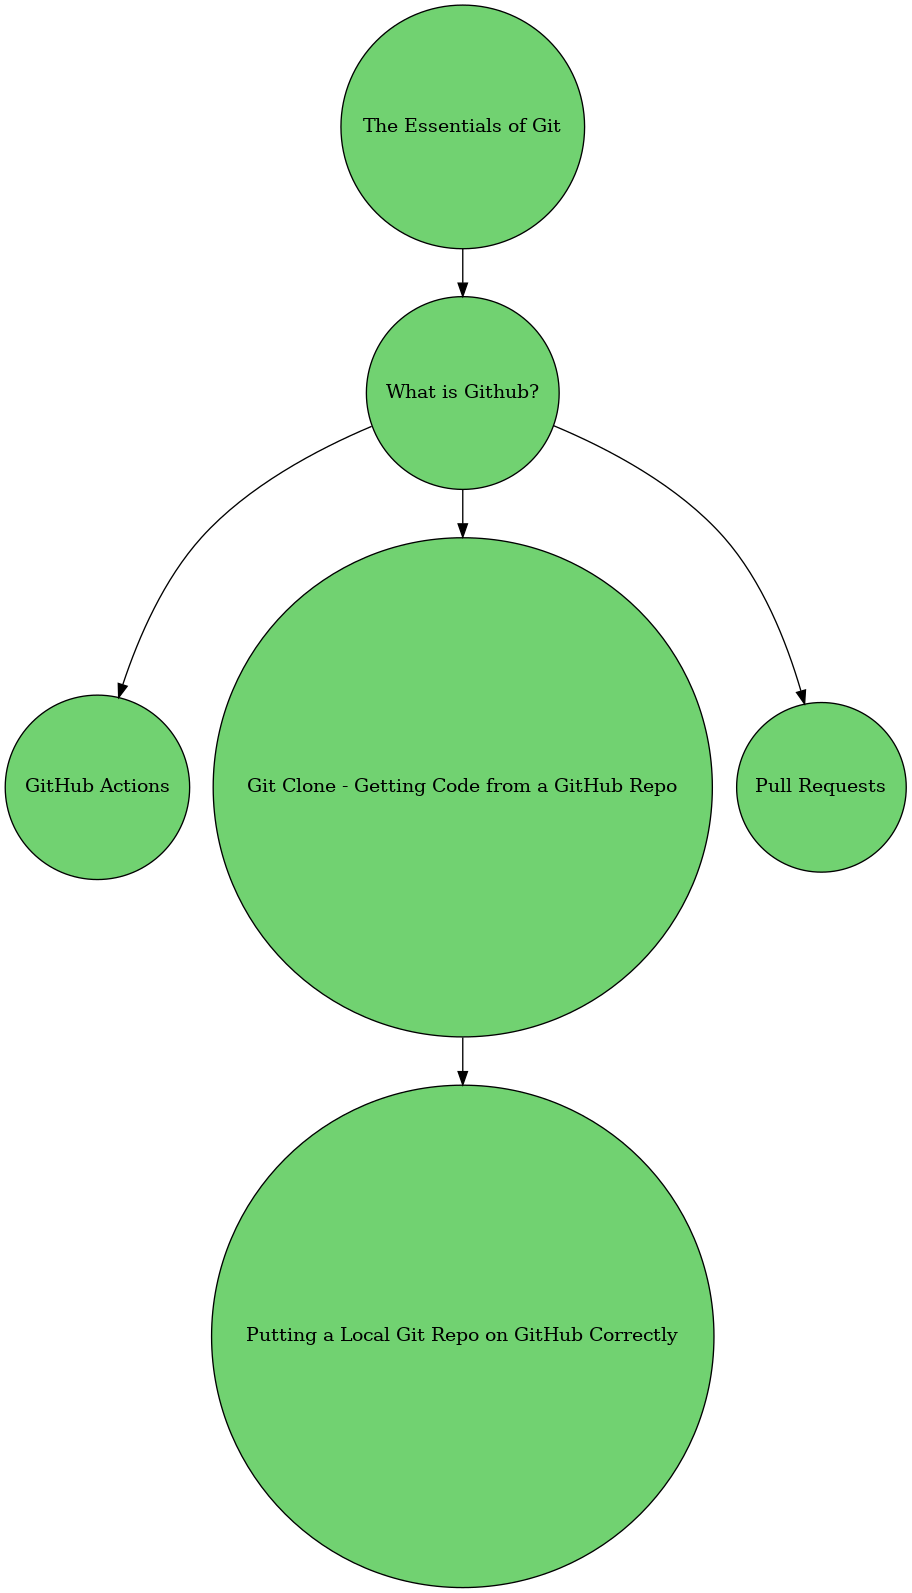 The Essentials of Git
What is Github?
GitHub Actions
Git Clone - Getting Code from a GitHub Repo
Pull Requests
Putting a Local Git Repo on GitHub Correctly